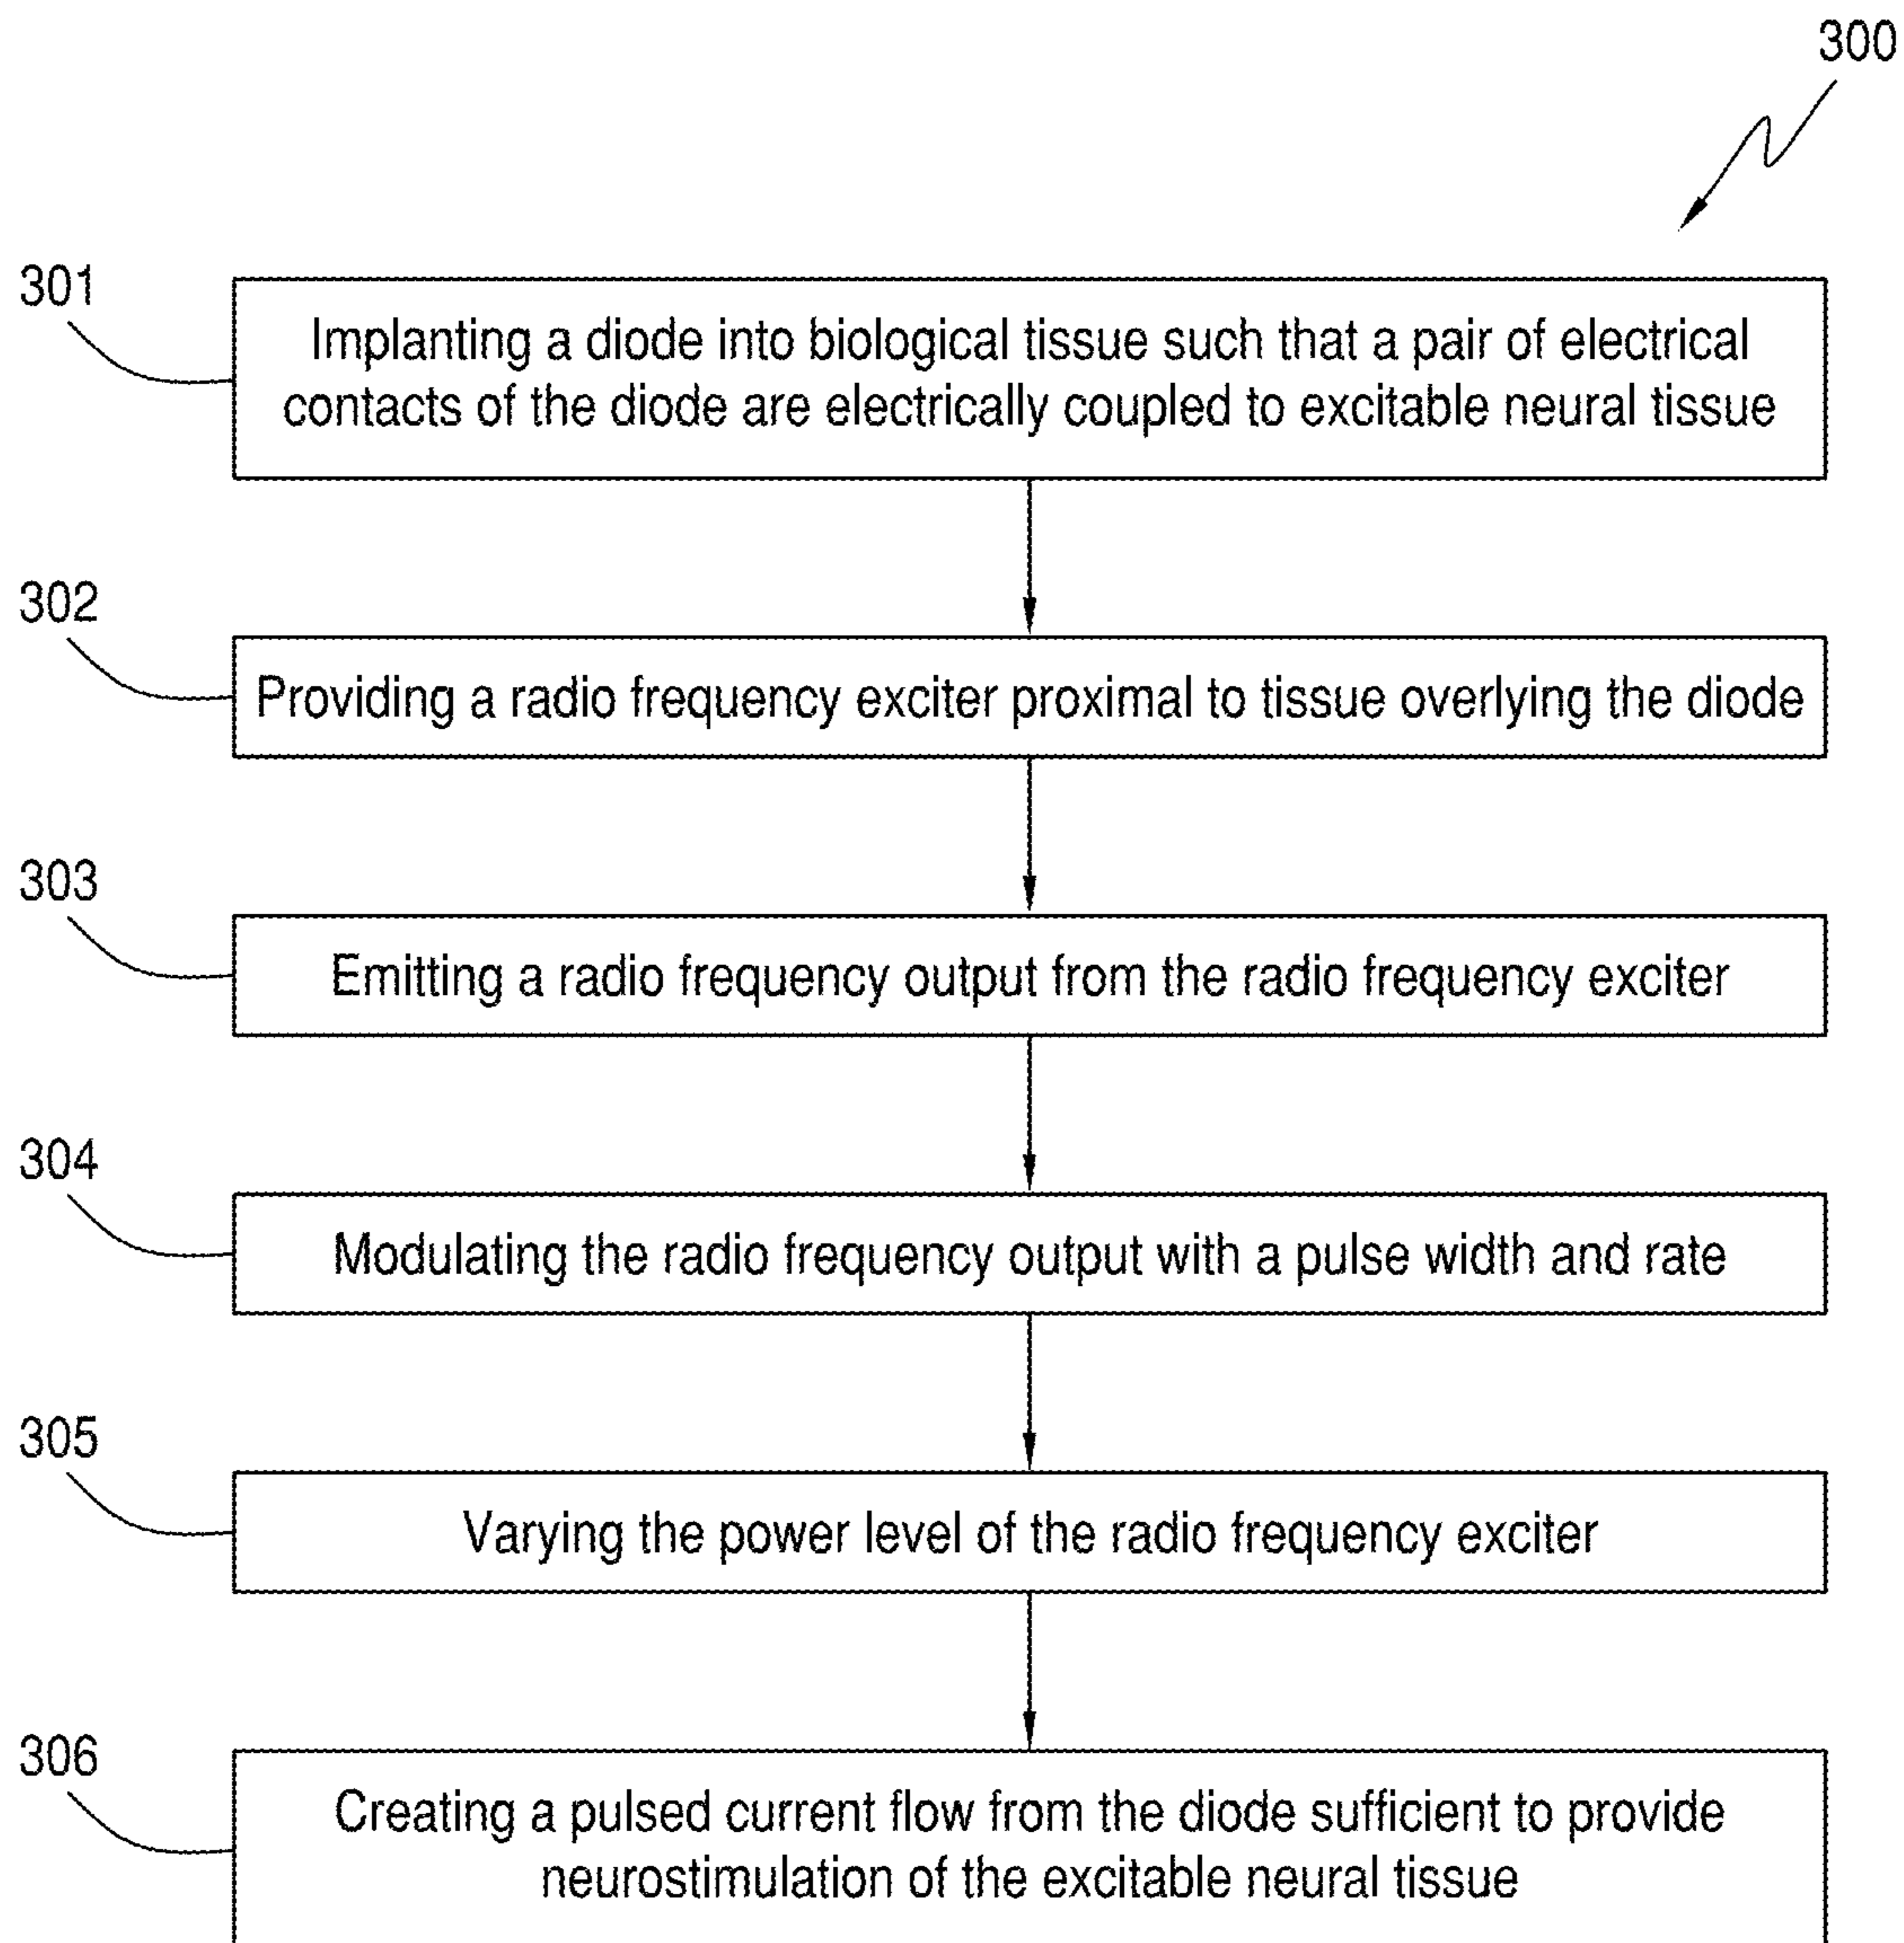 300
301
Implanting a diode into biological tissue such that a pair of electrical
contacts of the diode are electrically coupled to excitable neural tissue
302
Providing a radio frequency exciter proximal to tissue overlying the diode
303
Emitting a radio frequency output from the radio frequency exciter
304
Modulating the radio frequency output with a pulse width and rate
305
Varying the power level of the radio frequency exciter
306
Creating a pulsed current flow from the diode sufficient to provide
neurostimulation of the excitable neural tissue